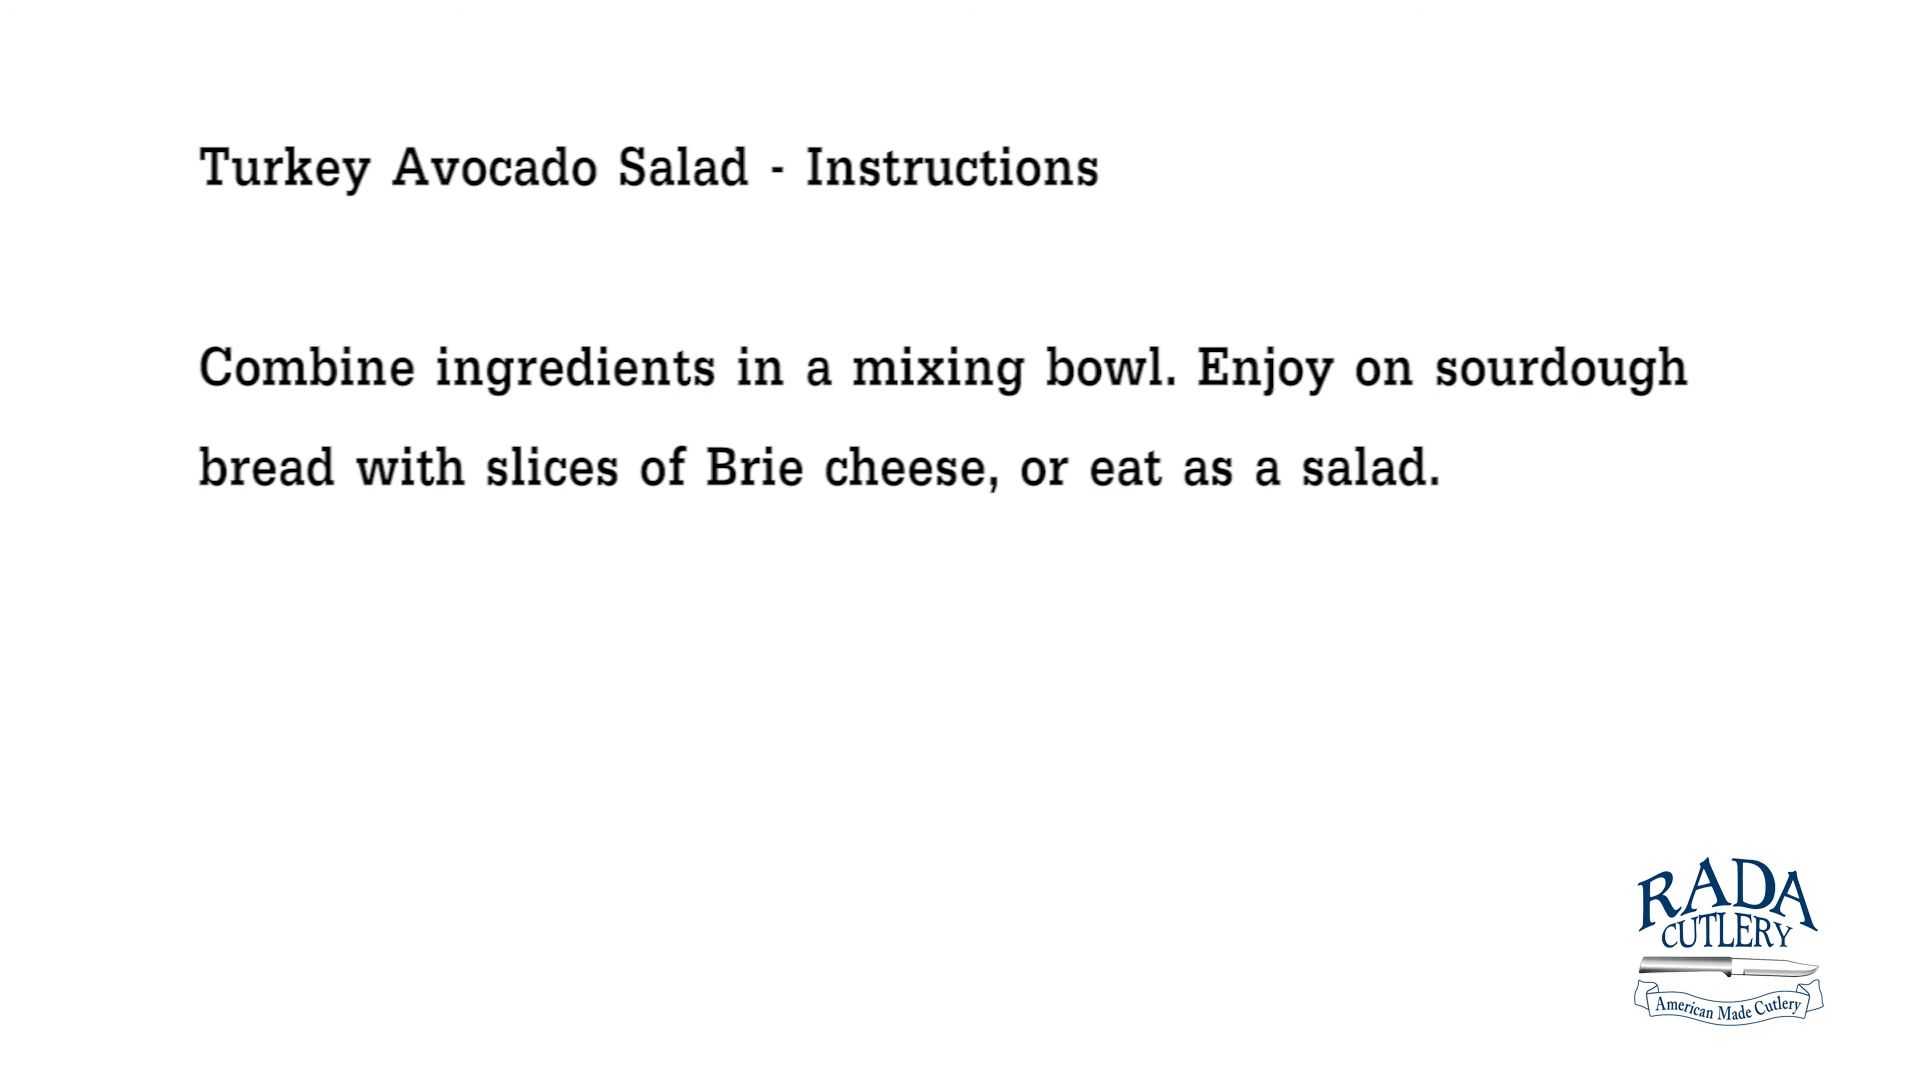 Turkey Avocado Salad - Instructions
Combine ingredients in a mixing bowl. Enjoy on sourdough
bread with slices of Brie cheese, or eat as a salad.
RADA
CUTLERY
American Made Cutlery